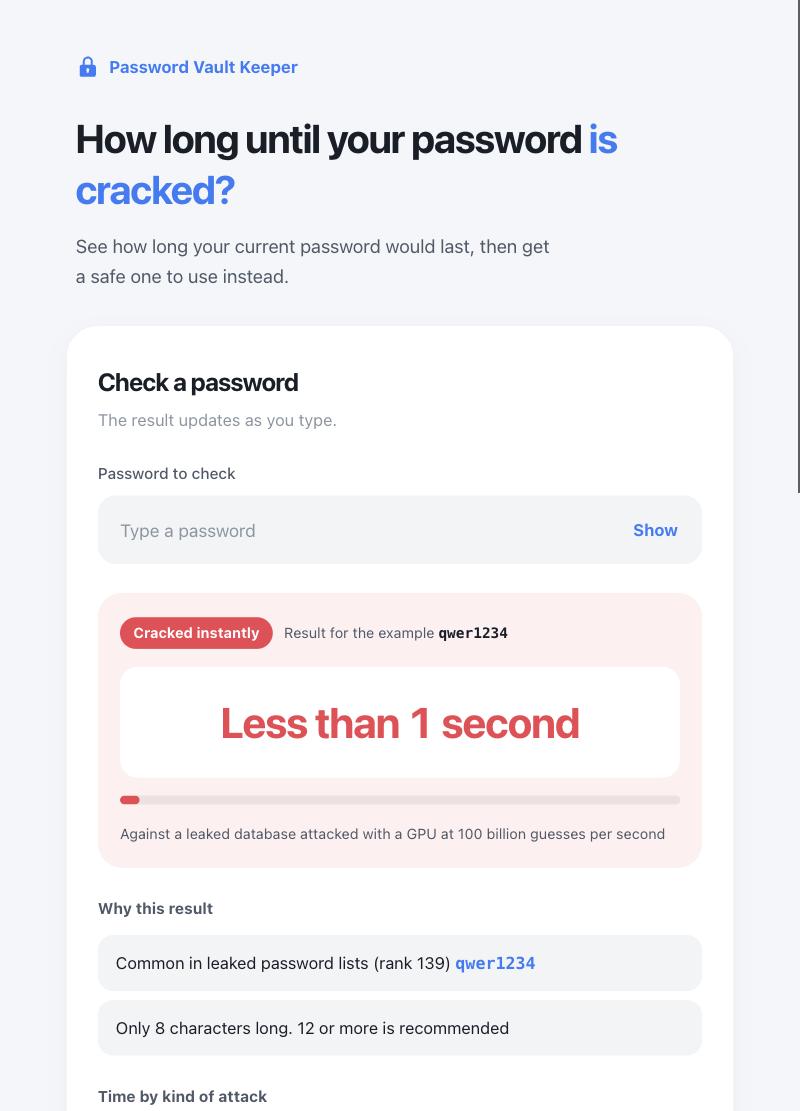 Password Vault Keeper
How long until your password is
cracked?
See how long your current password would last, then get
a safe one to use instead.
Check a password
The result updates as you type.
Password to check
Type a password
Show
Cracked instantly
Result for the example qwer1234
Less than 1 second
Against a leaked database attacked with a GPU at 100 billion guesses per second
Why this result
Common in leaked password lists (rank 139) qwer1234
Only 8 characters long. 12 or more is recommended
Time by kind of attack